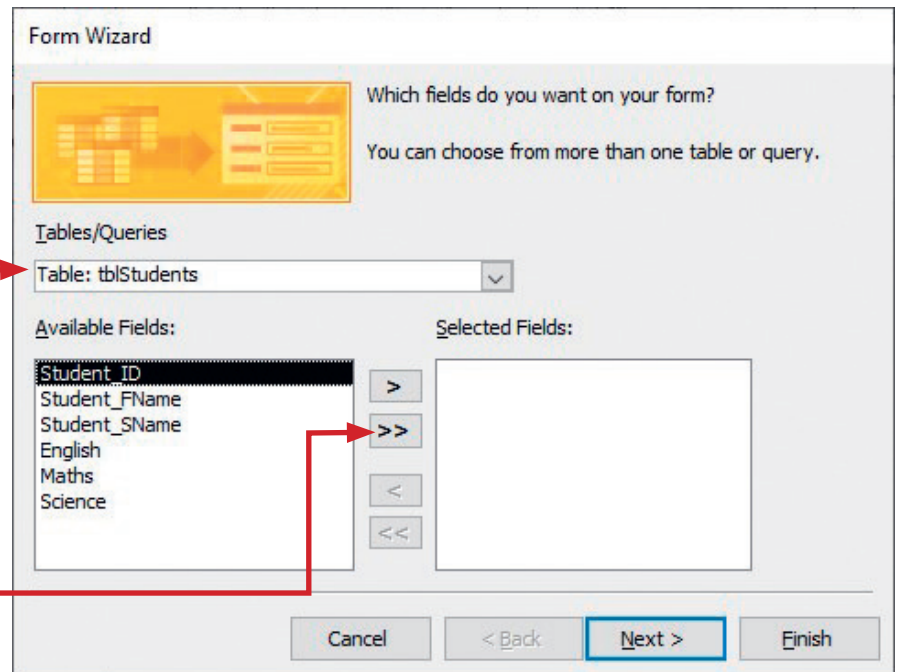 Form Wizard
Which fields do you want on your form?
You can choose from more than one table or query.
Tables/Queries
Table: tblStudents
Available Fields:
Selected Fields:
Student_ID
Student_FName
Student_SName
English
Maths
Science
>
>>
<
<<
Cancel
< Back
Next >
Finish